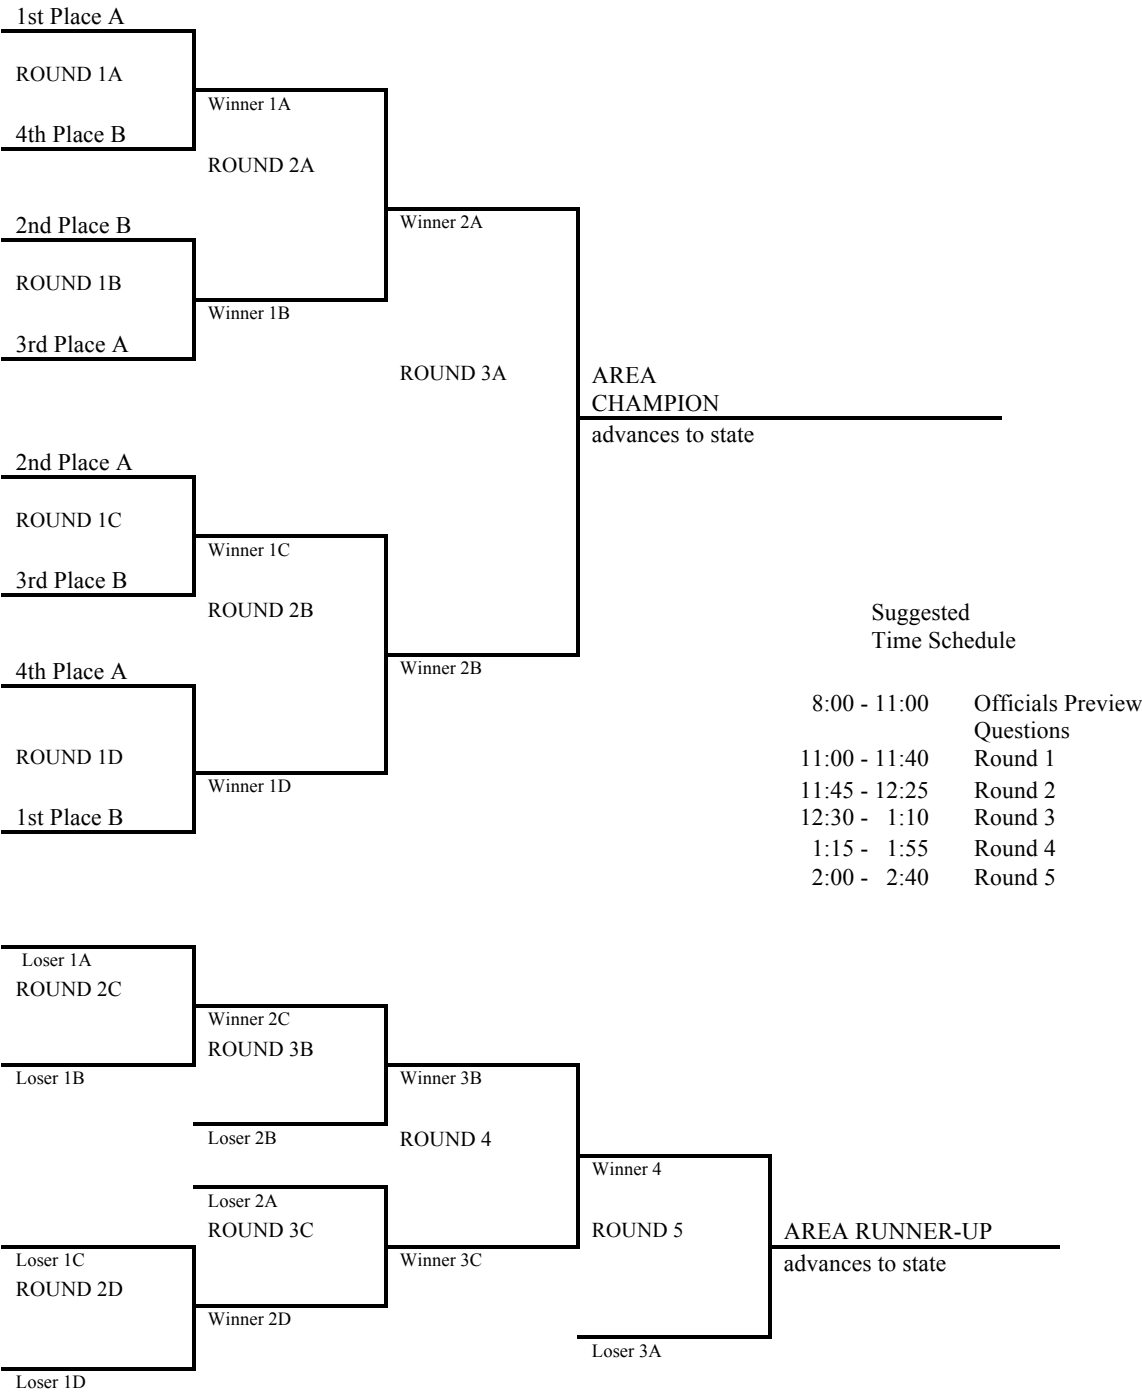 1st Place A
ROUND 1A
Winner 1A
4th Place B
ROUND 2A
2nd Place B
Winner 2A
ROUND 1B
Winner 1B
3rd Place A
ROUND 3A
AREA
CHAMPION
advances to state
2nd Place A
ROUND 1C
Winner 1C
3rd Place B
ROUND 2B
Winner 2B
4th Place A
ROUND 1D
Winner 1D
1st Place B
Suggested
Time Schedule
8:00 - 11:00 Officials Preview
Questions
11:00 - 11:40 Round 1
11:45 - 12:25 Round 2
12:30 - 1:10 Round 3
1:15 - 1:55 Round 4
2:00 - 2:40 Round 5
Loser 1A
ROUND 2C
Winner 2C
ROUND 3B
Loser 1B
Winner 3B
Loser 2B
ROUND 4
Winner 4
Loser 2A
ROUND 3C
ROUND 5
AREA RUNNER-UP
advances to state
Loser 1C
Winner 3C
ROUND 2D
Winner 2D
Loser 3A
Loser 1D